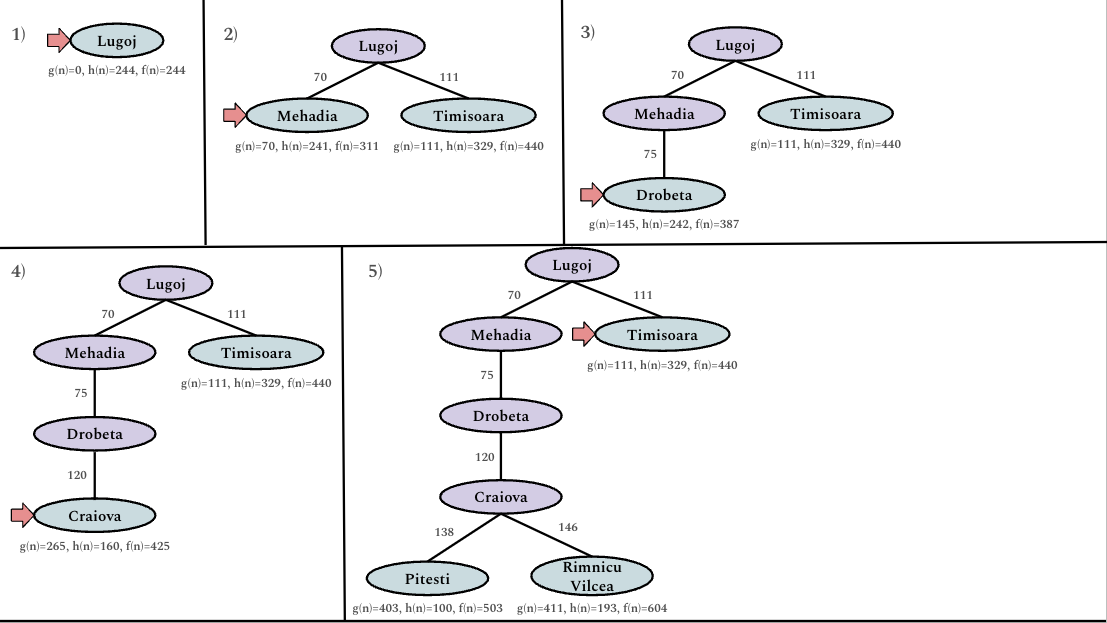 1)
Lugoj
g(n)=0, h(n)=244, f(n)=244
2)
Lugoj
70
111
Mehadia
Timisoara
g(n)=70, h(n)=241, f(n)=311
g(n)=111, h(n)=329, f(n)=440
3)
Lugoj
70
111
Mehadia
Timisoara
g(n)=111, h(n)=329, f(n)=440
75
Drobeta
g(n)=145, h(n)=242, f(n)=387
4)
Lugoj
70
111
Mehadia
Timisoara
g(n)=111, h(n)=329, f(n)=440
75
Drobeta
120
Craiova
g(n)=265, h(n)=160, f(n)=425
5)
Lugoj
70
111
Mehadia
Timisoara
g(n)=111, h(n)=329, f(n)=440
75
Drobeta
120
Craiova
138
146
Pitesti
Rimnicu
Vilcea
g(n)=403, h(n)=100, f(n)=503
g(n)=411, h(n)=193, f(n)=604